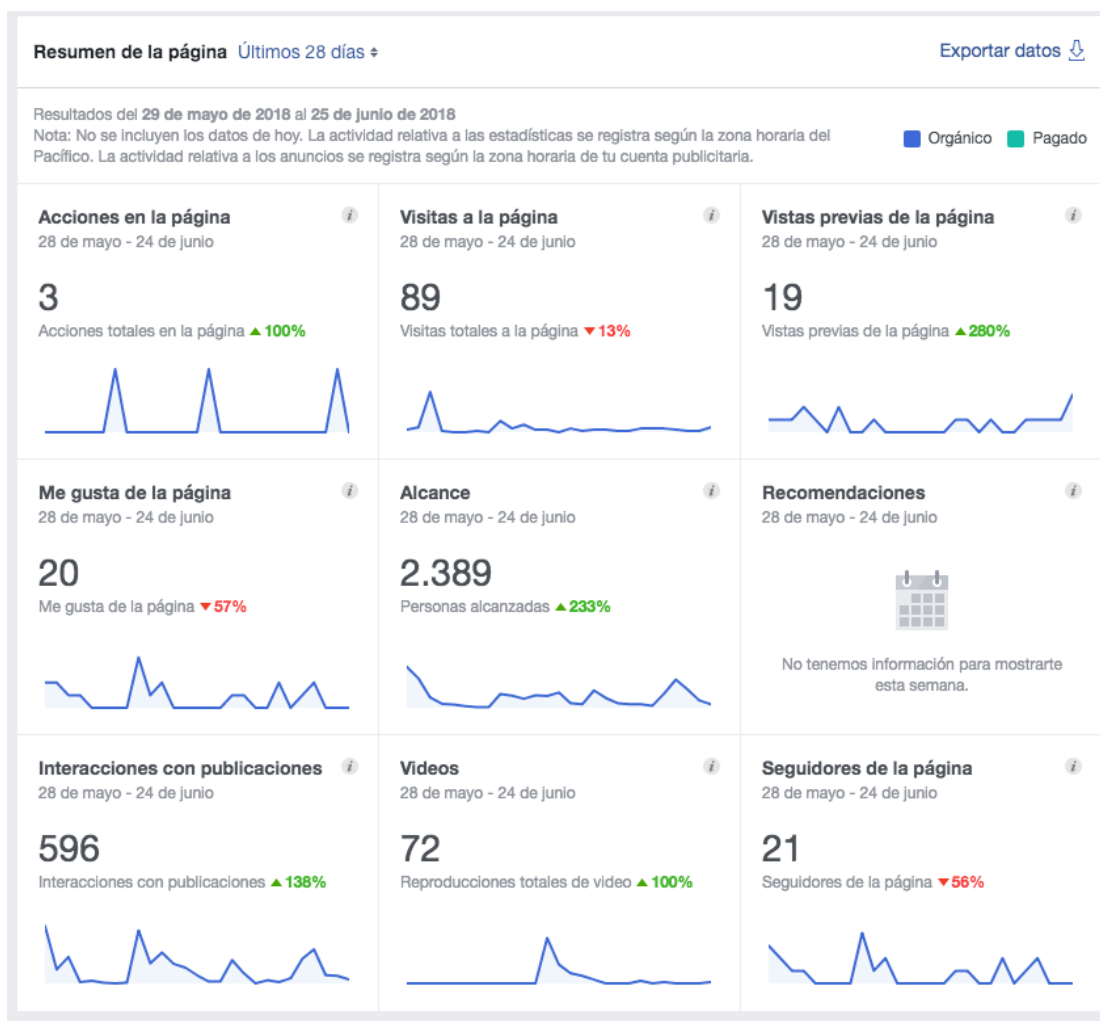 Resumen de la página Últimos 28 días
Exportar datos
Resultados del 29 de mayo de 2018 al 25 de junio de 2018
Nota: No se incluyen los datos de hoy. La actividad relativa a las estadísticas se registra según la zona horaria del
Pacífico. La actividad relativa a los anuncios se registra según la zona horaria de tu cuenta publicitaria.
Orgánico Pagado
Acciones en la página i
28 de mayo - 24 de junio
3
Acciones totales en la página ▲ 100%
Visitas a la página i
28 de mayo - 24 de junio
89
Visitas totales a la página ▼ 13%
Vistas previas de la página i
28 de mayo - 24 de junio
19
Vistas previas de la página ▲ 280%
Me gusta de la página i
28 de mayo - 24 de junio
20
Me gusta de la página ▼ 57%
Alcance i
28 de mayo - 24 de junio
2.389
Personas alcanzadas ▲ 233%
Recomendaciones i
28 de mayo - 24 de junio
No tenemos información para mostrarte
esta semana.
Interacciones con publicaciones i
28 de mayo - 24 de junio
596
Interacciones con publicaciones ▲ 138%
Videos i
28 de mayo - 24 de junio
72
Reproducciones totales de video ▲ 100%
Seguidores de la página i
28 de mayo - 24 de junio
21
Seguidores de la página ▼ 56%